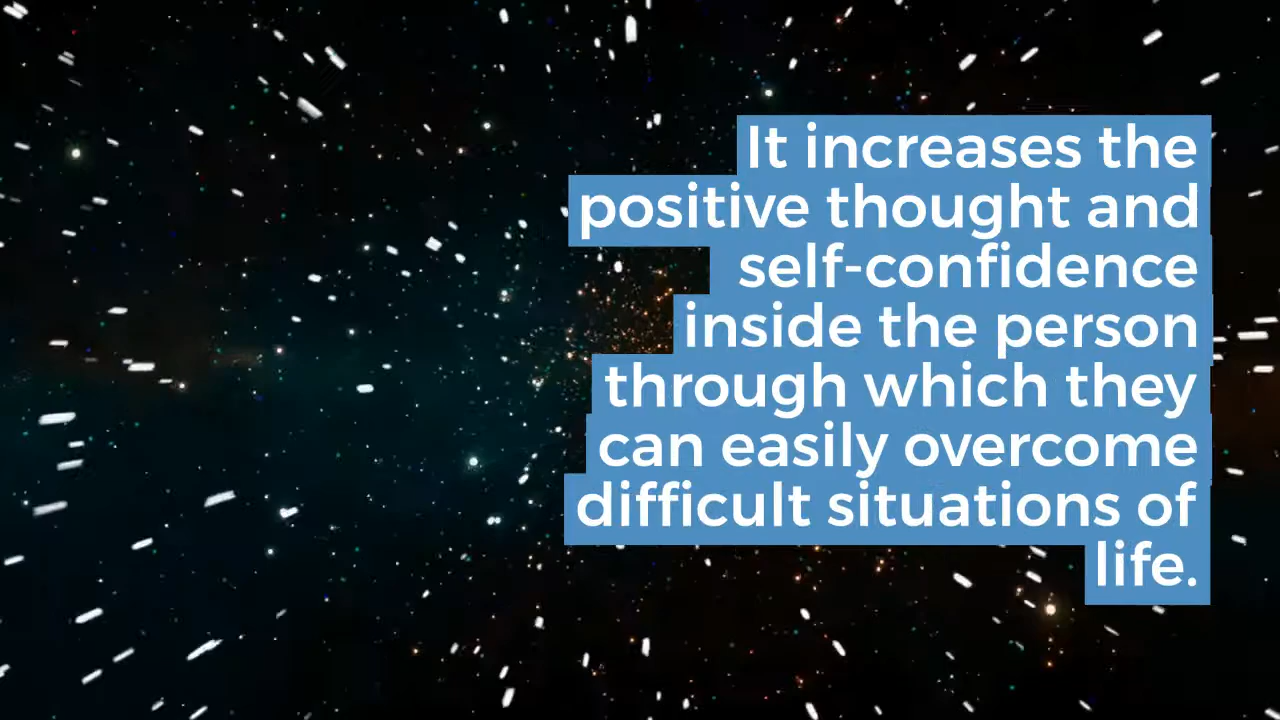 It increases the
positive thought and
self-confidence
inside the person
through which they
can easily overcome
difficult situations of
life.